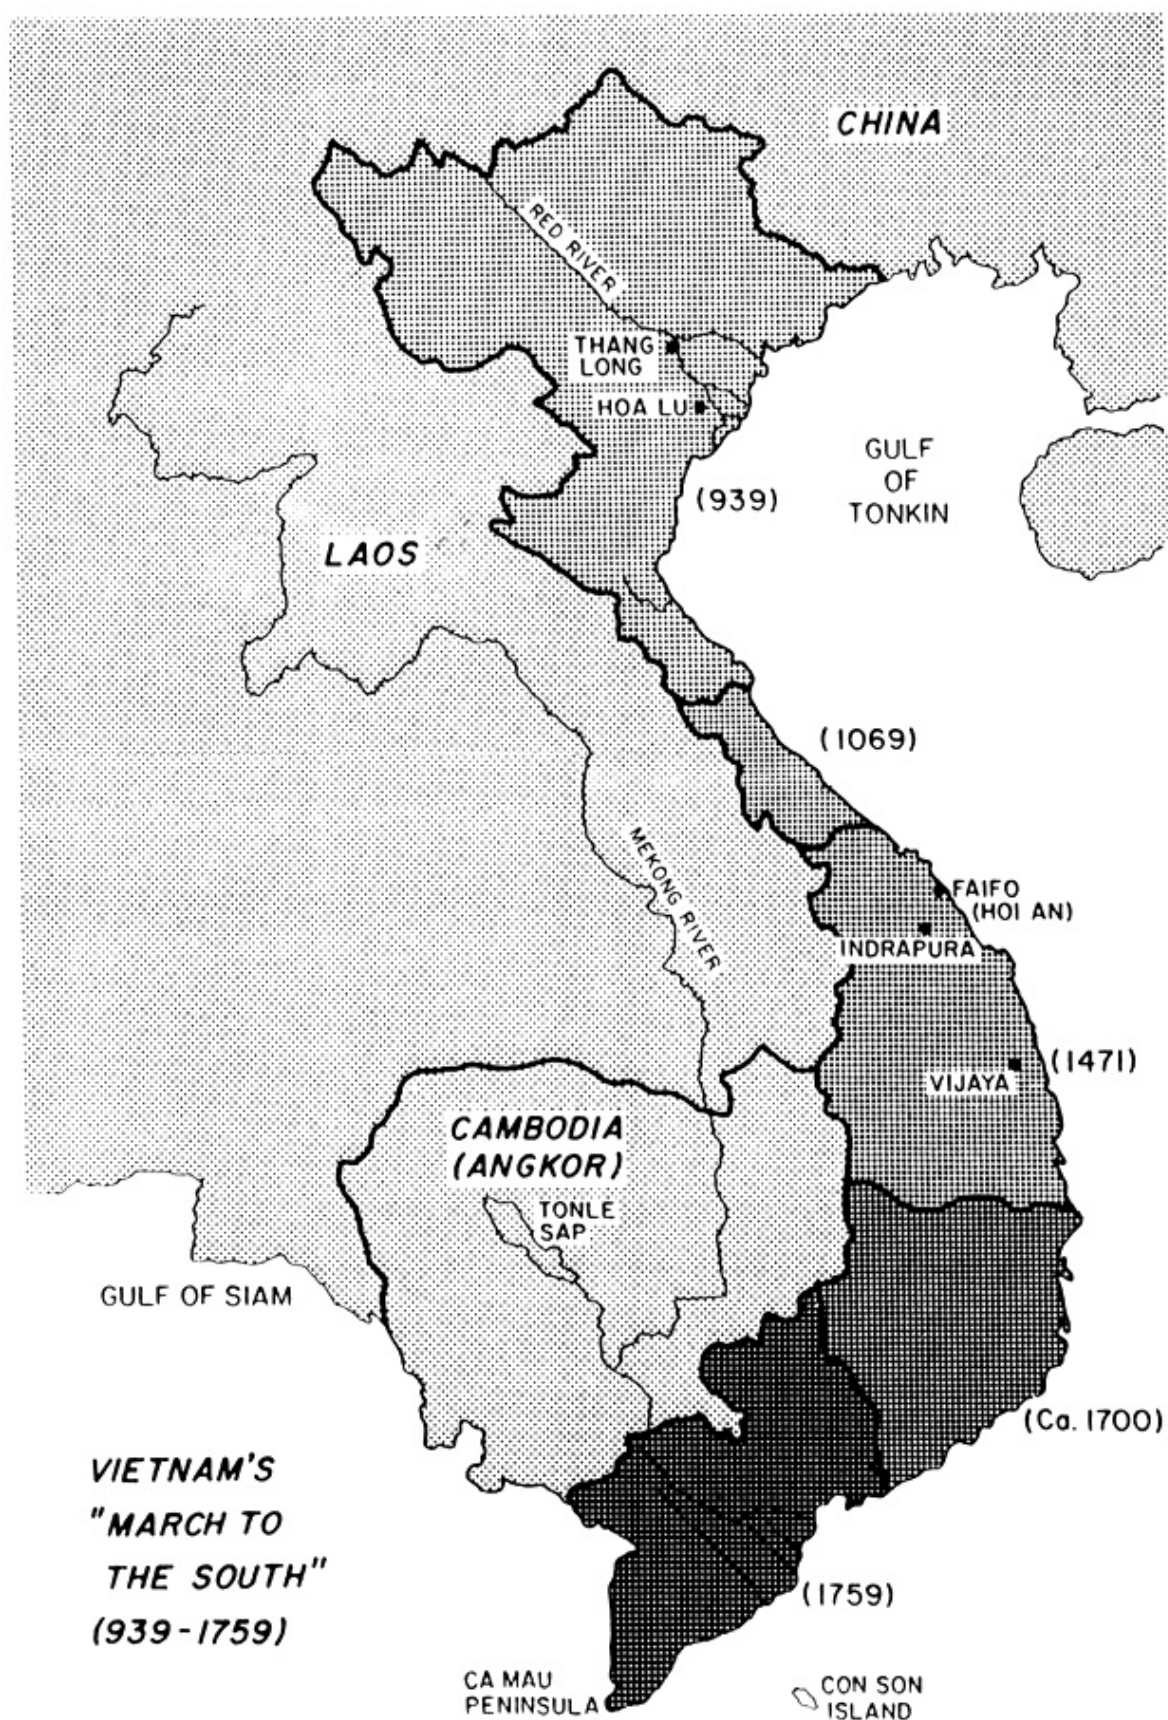 CHINA
RED RIVER
THANG
LONG
HOA LU
GULF
OF
TONKIN
(939)
LAOS
(1069)
MEKONG RIVER
FAIFO
(HOI AN)
INDRAPURA
(1471)
VIJAYA
CAMBODIA
(ANGKOR)
TONLE
SAP
GULF OF SIAM
(Ca. 1700)
VIETNAM'S
"MARCH TO
THE SOUTH"
(939-1759)
(1759)
CA MAU
PENINSULA
CON SON
ISLAND